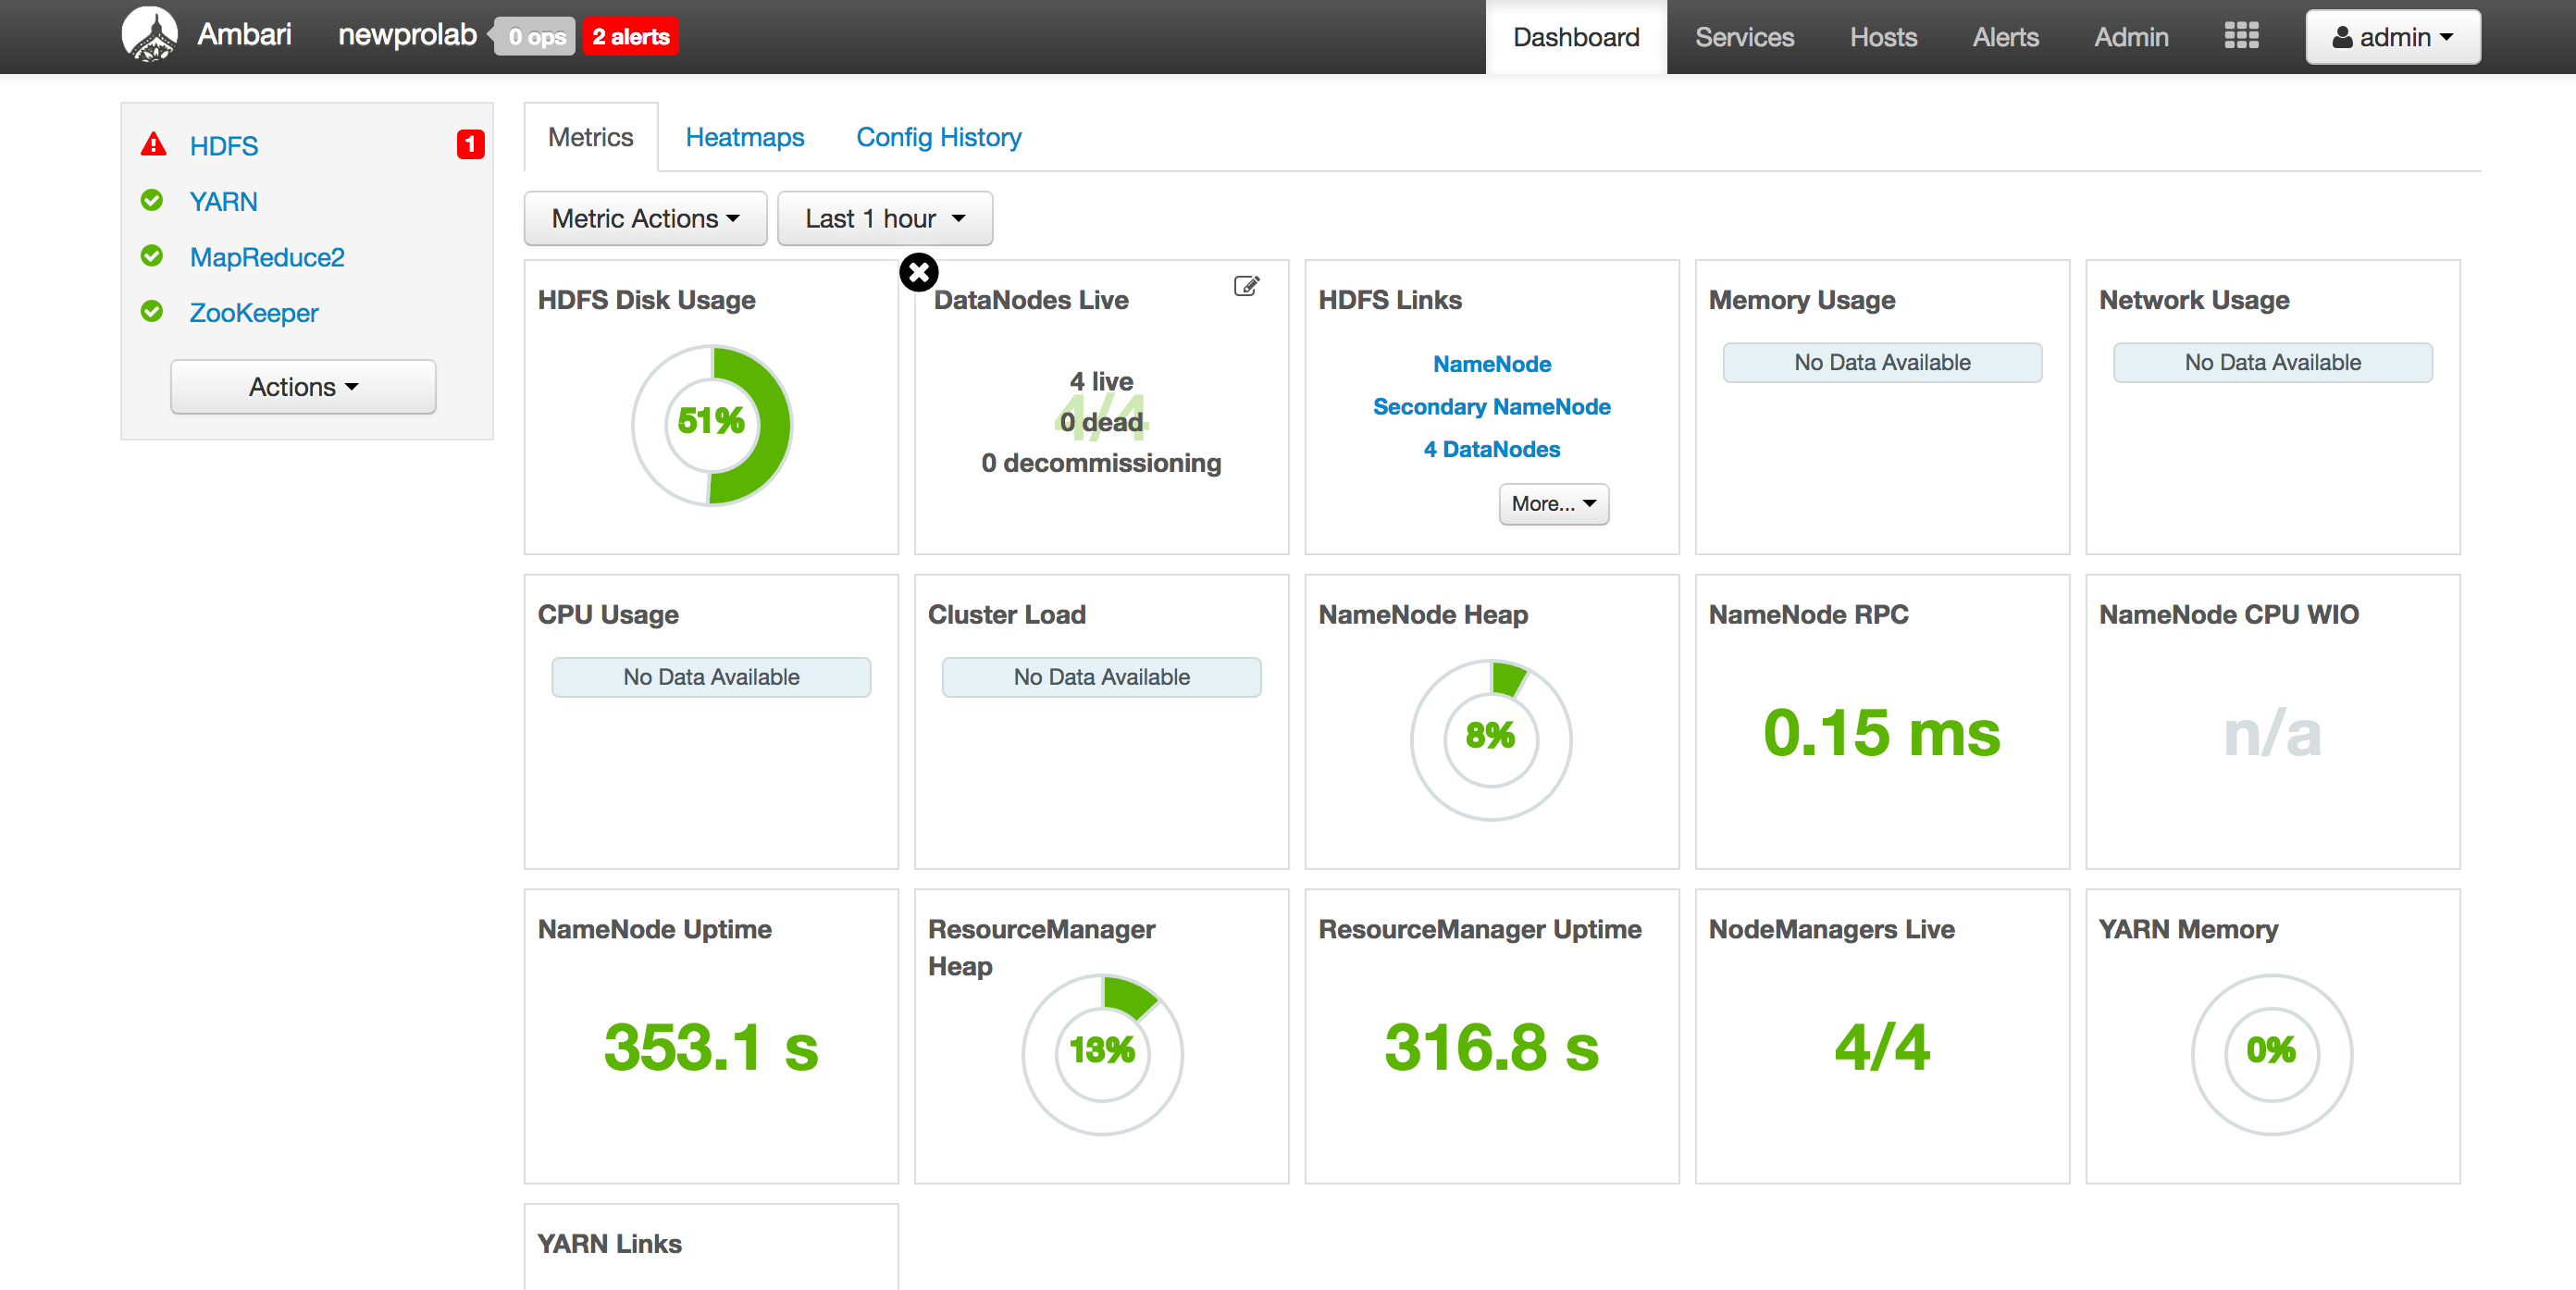 Ambari newprolab 0 ops 2 alerts Dashboard Services Hosts Alerts Admin admin
HDFS 1
YARN
MapReduce2
ZooKeeper
Actions
Metrics Heatmaps Config History
Metric Actions Last 1 hour
HDFS Disk Usage
51%
DataNodes Live
4/4
4 live
0 dead
0 decommissioning
HDFS Links
NameNode
Secondary NameNode
4 DataNodes
More...
Memory Usage
No Data Available
Network Usage
No Data Available
CPU Usage
No Data Available
Cluster Load
No Data Available
NameNode Heap
8%
NameNode RPC
0.15 ms
NameNode CPU WIO
n/a
NameNode Uptime
353.1 s
ResourceManager
Heap
13%
ResourceManager Uptime
316.8 s
NodeManagers Live
4/4
YARN Memory
0%
YARN Links